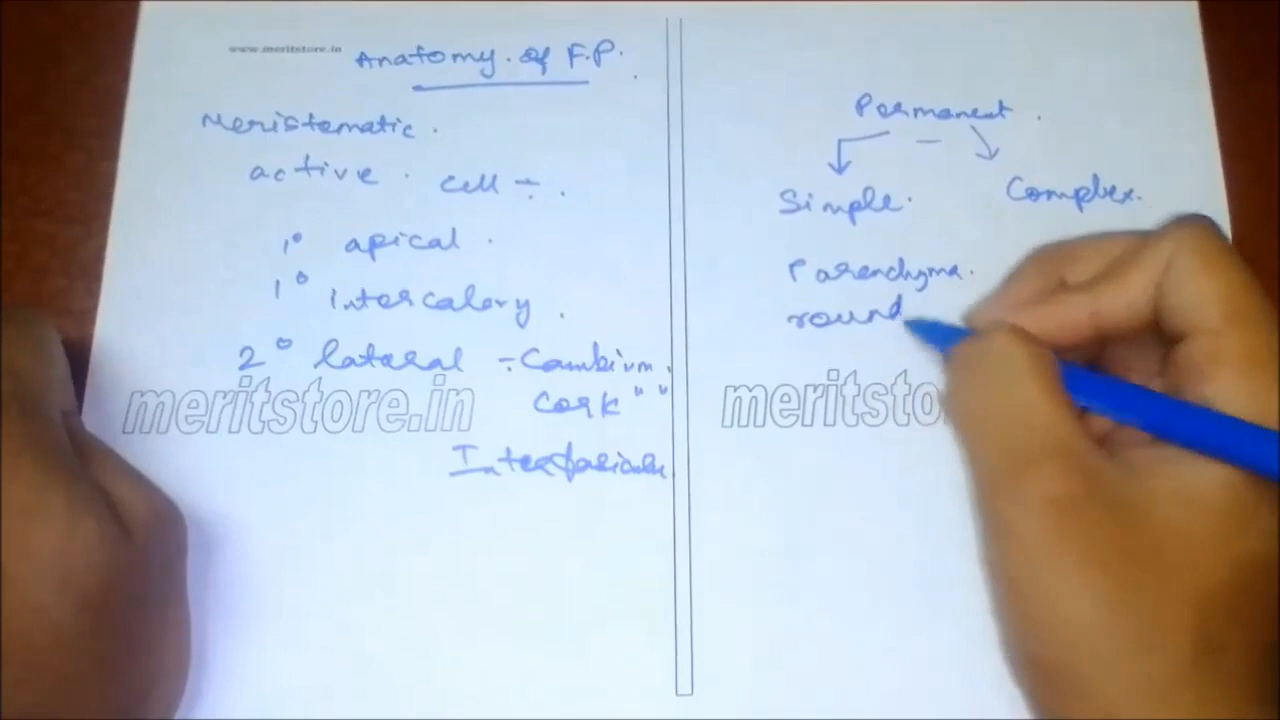 www.meritstore.in
Anatomy of F.P.
Meristematic.
active. Cell ÷.
1° apical.
1° Intercalary.
2° lateral ÷ Cambium.
Cork " "
meritstore.in
Permanent.
Simple. Complex.
Parenchyma.
round
meritsto